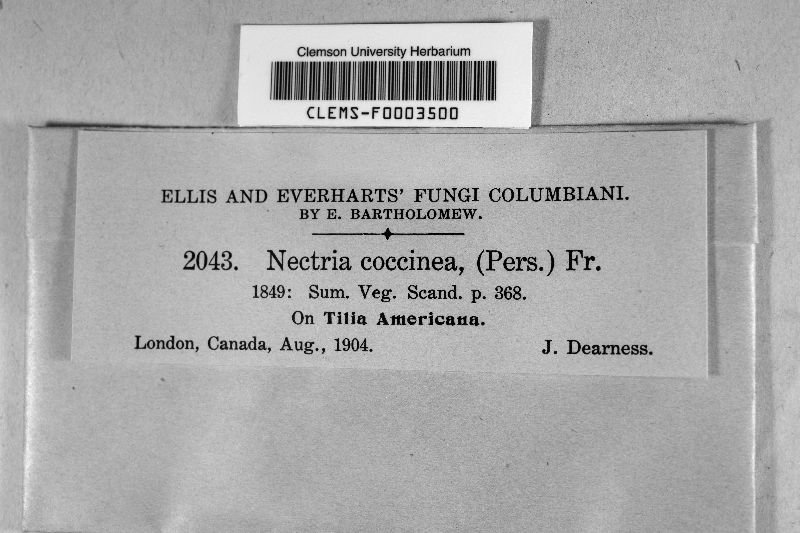 Clemson University Herbarium
CLEMS-F0003500
ELLIS AND EVERHARTS' FUNGI COLUMBIANI.
BY E. BARTHOLOMEW.
2043. Nectria coccinea, (Pers.) Fr.
1849: Sum. Veg. Scand. p. 368.
On Tilia Americana.
London, Canada, Aug., 1904. J. Dearness.